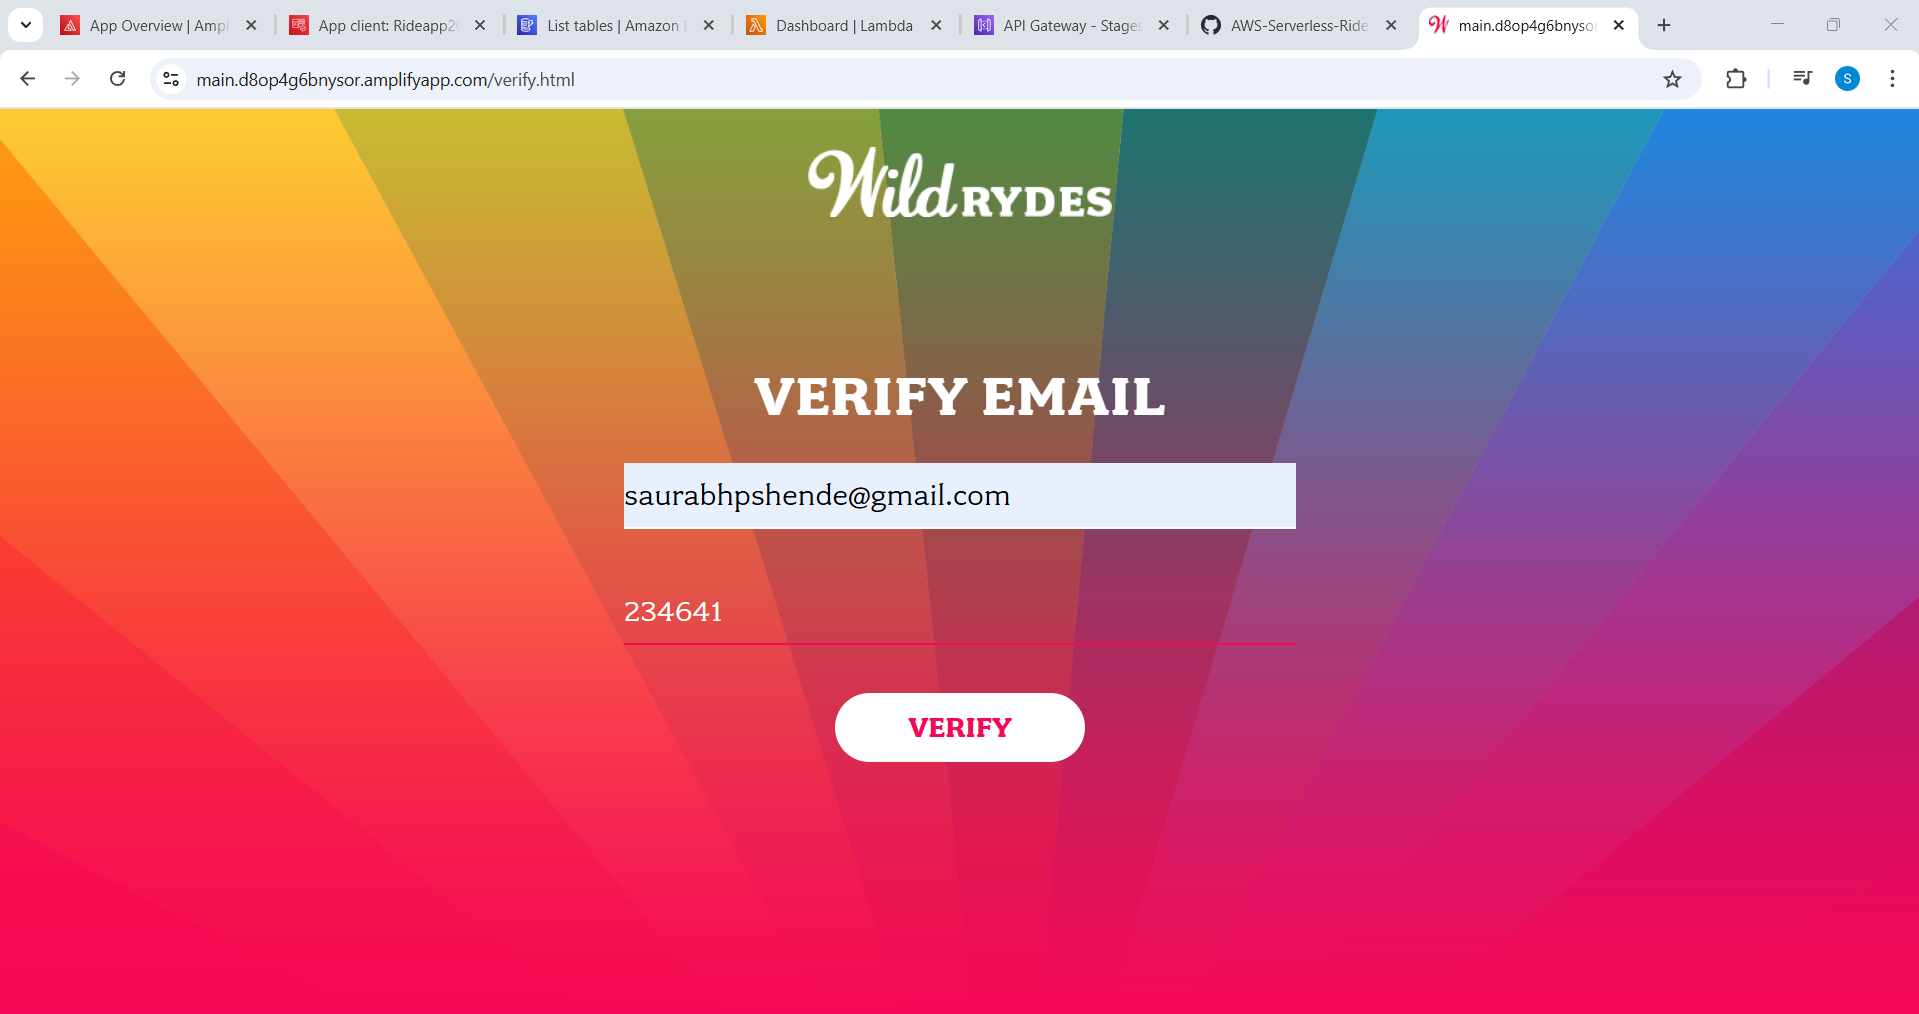 App Overview | Ampl
App client: Rideapp2
List tables | Amazon
Dashboard | Lambda
API Gateway - Stages
AWS-Serverless-Ride
main.d8op4g6bnysor
main.d8op4g6bnysor.amplifyapp.com/verify.html
S
Wild RYDES
VERIFY EMAIL
saurabhpshende@gmail.com
234641
VERIFY